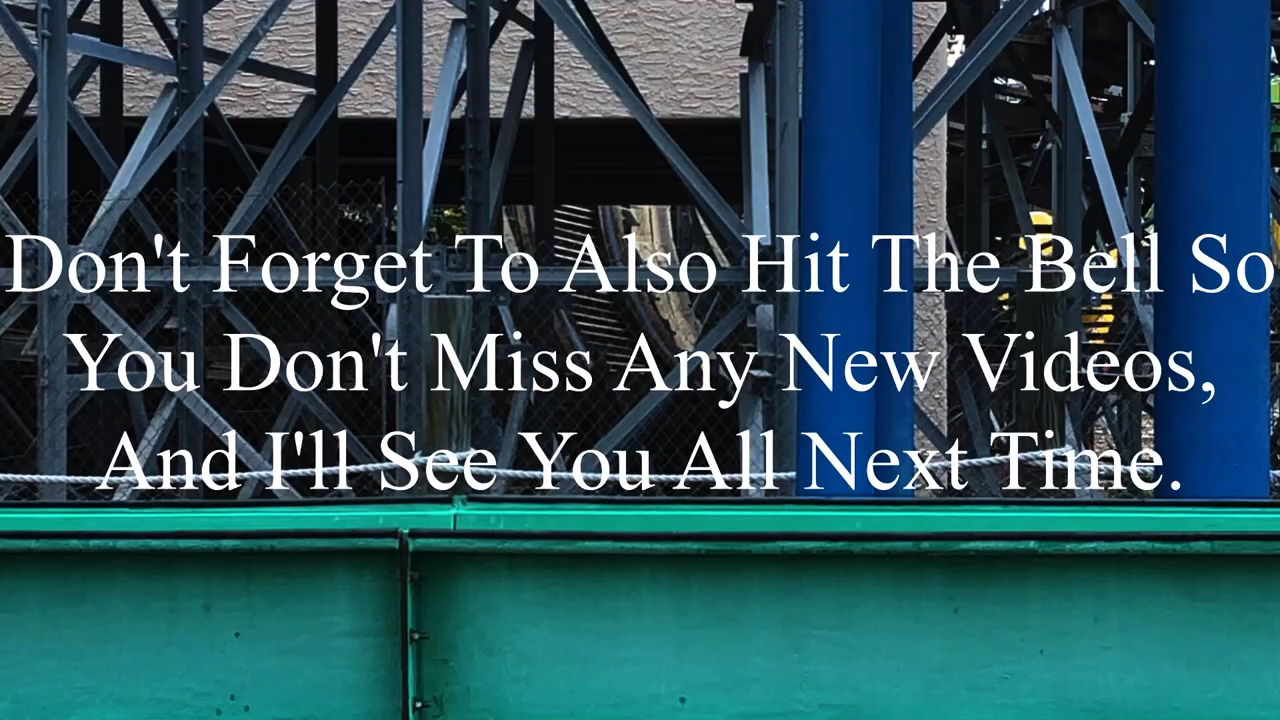 Don't Forget To Also Hit The Bell So
You Don't Miss Any New Videos,
And I'll See You All Next Time.